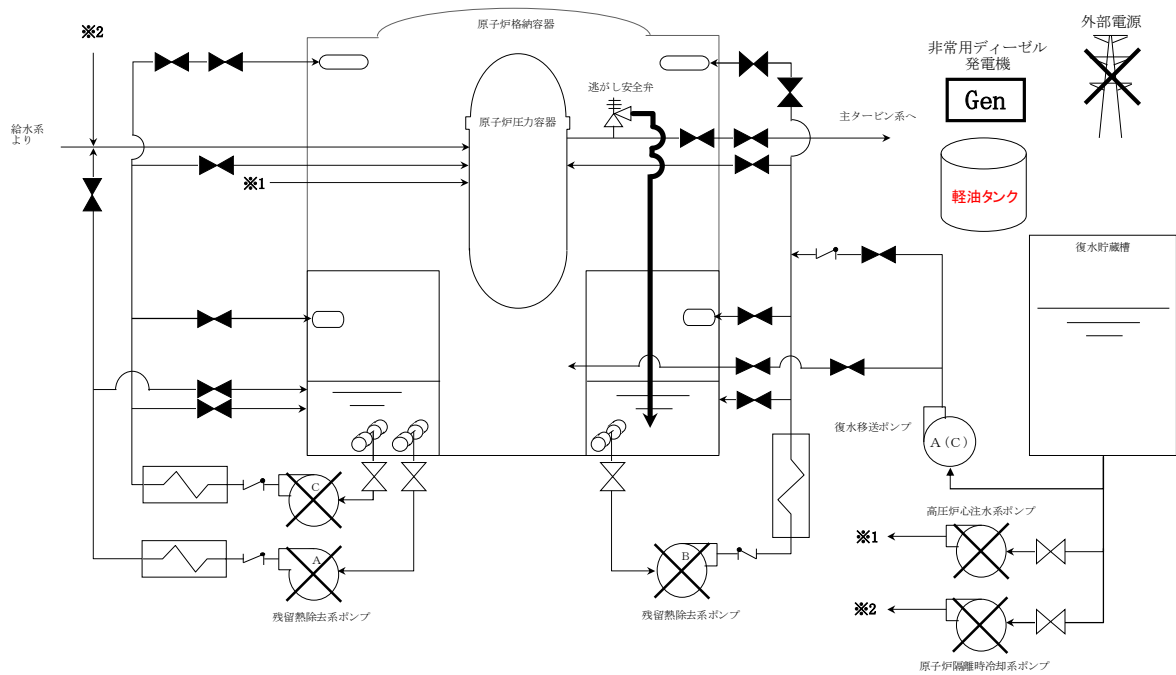 ※2
原子炉格納容器
外部電源
非常用ディーゼル
発電機
Gen
逃がし安全弁
原子炉圧力容器
給水系
より
主タービン系へ
※1
軽油タンク
復水貯蔵槽
復水移送ポンプ
A(C)
C
高圧炉心注水系ポンプ
※1
A
B
残留熱除去系ポンプ
残留熱除去系ポンプ
※2
原子炉隔離時冷却系ポンプ